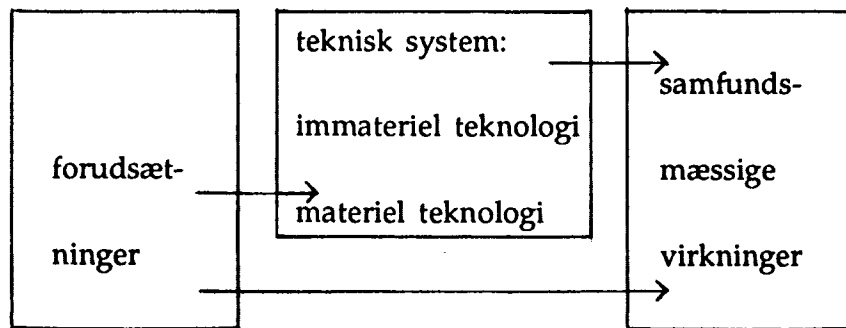 forudsæt-
ninger
teknisk system:
immateriel teknologi
materiel teknologi
samfunds-
mæssige
virkninger